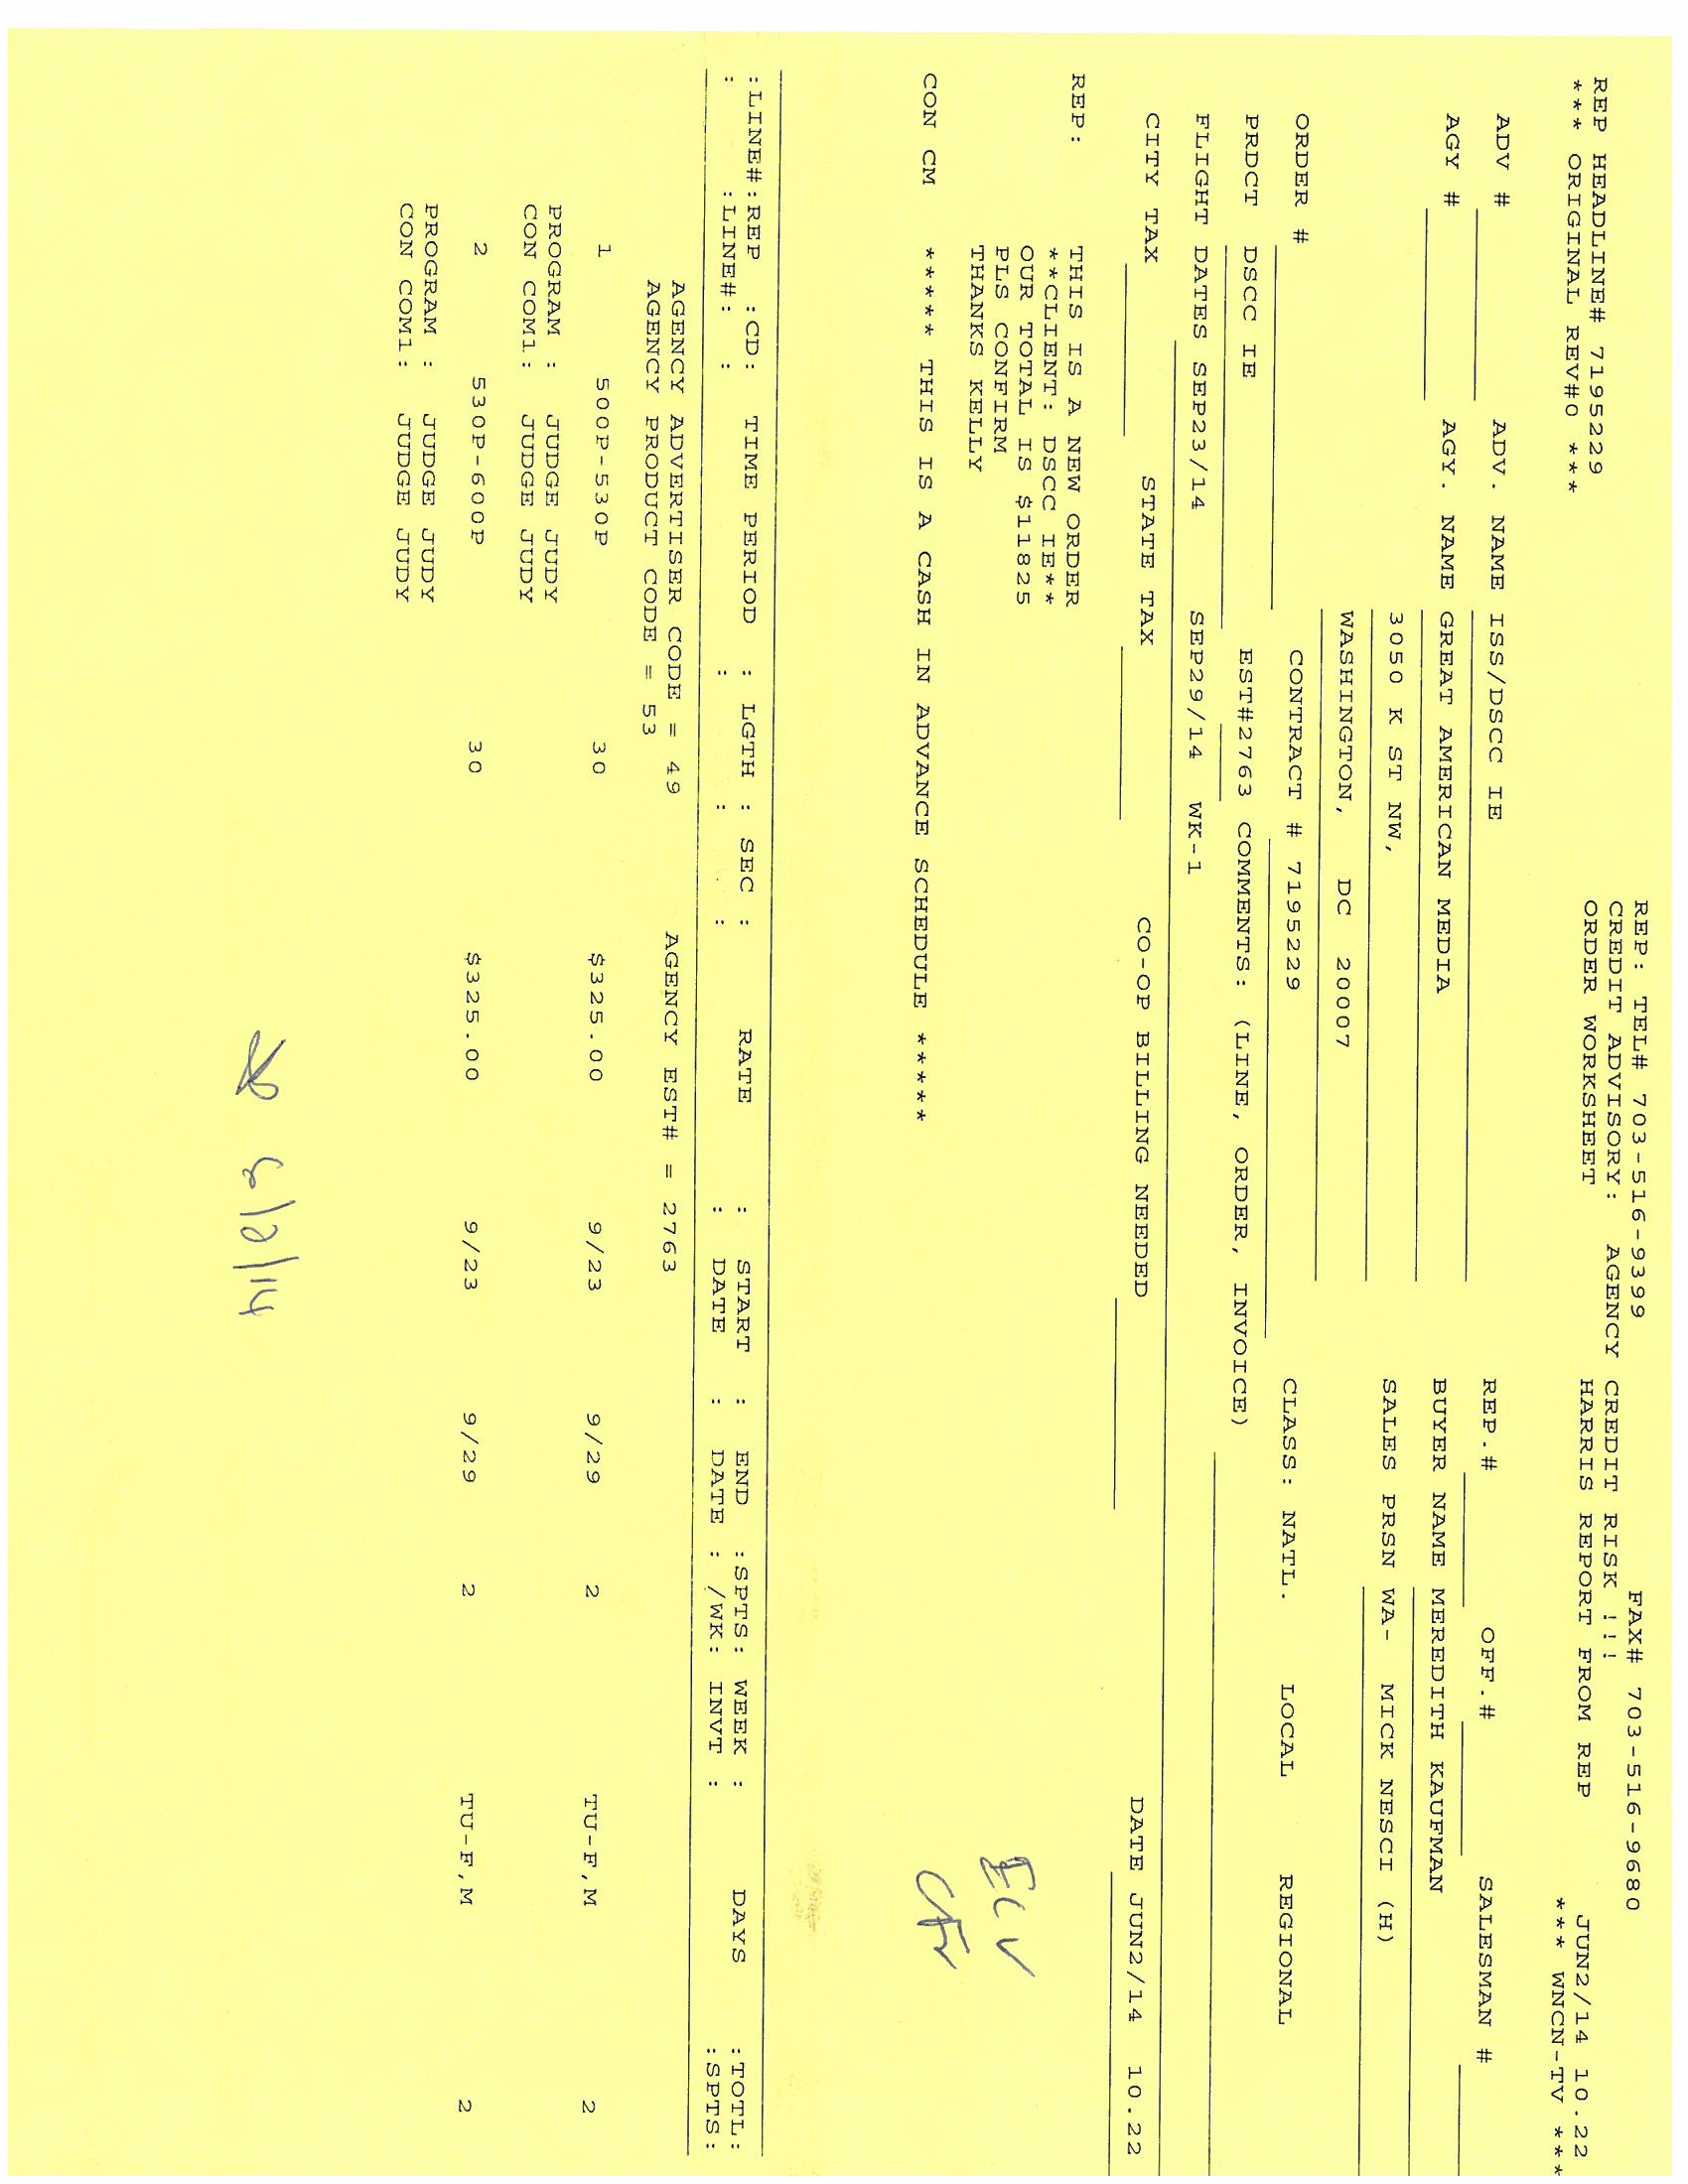 REP: TEL# 703-516-9399 FAX# 703-516-9680
REP HEADLINE# 7195229 CREDIT ADVISORY: AGENCY CREDIT RISK !!! JUN2/14 10.22
*** ORIGINAL REV#0 *** ORDER WORKSHEET HARRIS REPORT FROM REP *** WNCN-TV ***
ADV # ADV. NAME ISS/DSCC IE REP.# OFF.# SALESMAN #
AGY # AGY. NAME GREAT AMERICAN MEDIA BUYER NAME MEREDITH KAUFMAN
3050 K ST NW, SALES PRSN WA- MICK NESCI (H)
WASHINGTON, DC 20007
ORDER # CONTRACT # 7195229 CLASS: NATL. LOCAL REGIONAL
PRDCT DSCC IE EST#2763 COMMENTS: (LINE, ORDER, INVOICE)
FLIGHT DATES SEP23/14 SEP29/14 WK-1
CITY TAX STATE TAX CO-OP BILLING NEEDED DATE JUN2/14 10.22
REP: THIS IS A NEW ORDER
**CLIENT: DSCC IE**
OUR TOTAL IS $11825
PLS CONFIRM
THANKS KELLY
CON CM ***** THIS IS A CASH IN ADVANCE SCHEDULE *****
:LINE#:REP :CD: TIME PERIOD : LGTH : SEC : RATE : START : END :SPTS: WEEK : DAYS :TOTL:
: :LINE#: : : : : : DATE : DATE : /WK: INVT : :SPTS:
AGENCY ADVERTISER CODE = 49 AGENCY EST# = 2763
AGENCY PRODUCT CODE = 53
1 500P-530P 30 $325.00 9/23 9/29 2 TU-F,M 2
PROGRAM : JUDGE JUDY
CON COM1: JUDGE JUDY
2 530P-600P 30 $325.00 9/23 9/29 2 TU-F,M 2
PROGRAM : JUDGE JUDY
CON COM1: JUDGE JUDY